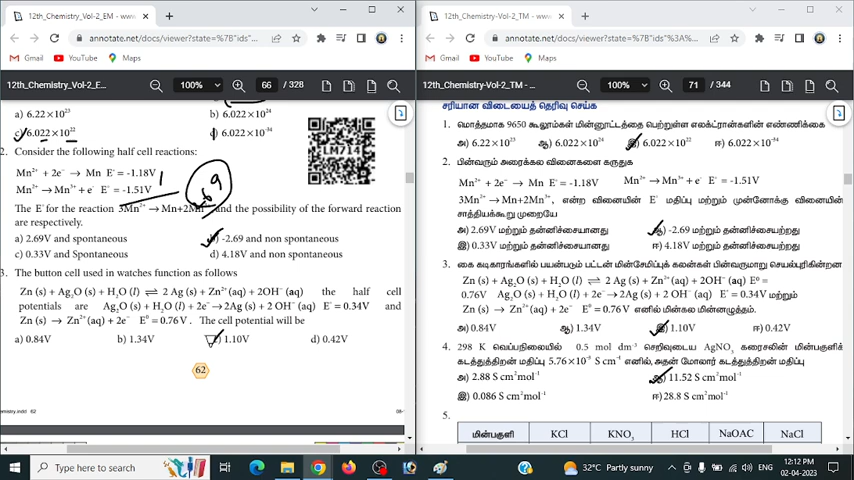 12th_Chemistry_Vol-2_EM - www
annotate.net/docs/viewer?state=%7B"ids"...
Gmail YouTube Maps
12th_Chemistry_Vol-2_E... 100% 66 / 328
a) 6.22×10²³ b) 6.022×10²⁴
c) 6.022×10²² d) 6.022×10⁻³⁴
2. Consider the following half cell reactions:
Mn²⁺ + 2e⁻ → Mn E° = -1.18V
Mn²⁺ → Mn³⁺ + e⁻ E° = -1.51V
The E° for the reaction 3Mn²⁺ → Mn+2Mn³⁺ and the possibility of the forward reaction
are respectively.
a) 2.69V and spontaneous b) -2.69 and non spontaneous
c) 0.33V and Spontaneous d) 4.18V and non spontaneous
3. The button cell used in watches function as follows
Zn (s) + Ag₂O (s) + H₂O (l) ⇌ 2 Ag (s) + Zn²⁺ (aq) + 2OH⁻ (aq) the half cell
potentials are Ag₂O (s) + H₂O (l) + 2e⁻ → 2Ag (s) + 2 OH⁻ (aq) E° = 0.34V and
Zn (s) → Zn²⁺ (aq) + 2e⁻ E⁰ = 0.76 V. The cell potential will be
a) 0.84V b) 1.34V 1.10V d) 0.42V
62
LM714
12th_Chemistry_Vol-2_TM - www
annotate.net/docs/viewer?state=%7B"ids"%3A...
Gmail YouTube Maps
12th_Chemistry_Vol-2_TM - ... 100% 71 / 344
சரியான விடையைத் தெரிவு செய்க
1. மொத்தமாக 9650 கூலூம்கள் மின்னூட்டத்தை பெற்றுள்ள எலக்ட்ரான்களின் எண்ணிக்கை
அ) 6.22×10²³ ஆ) 6.022×10²⁴ இ) 6.022×10²² ஈ) 6.022×10⁻³⁴
2. பின்வரும் அரைக்கல வினைகளை கருதுக
Mn²⁺ + 2e⁻ → Mn E° = -1.18V Mn²⁺ → Mn³⁺ + e⁻ E° = -1.51V
3Mn²⁺ → Mn+2Mn³⁺, என்ற வினையின் E° மதிப்பு மற்றும் முன்னோக்கு வினையின்
சாத்தியக்கூறு முறையே
அ) 2.69V மற்றும் தன்னிச்சையானது ஆ) -2.69 மற்றும் தன்னிச்சையற்றது
இ) 0.33V மற்றும் தன்னிச்சையானது ஈ) 4.18V மற்றும் தன்னிச்சையற்றது
3. கை கடிகாரங்களில் பயன்படும் பட்டன் மின்சேமிப்புக் கலன்கள் பின்வருமாறு செயல்புரிகின்றன
Zn (s) + Ag₂O (s) + H₂O (l) ⇌ 2 Ag (s) + Zn²⁺ (aq) + 2OH⁻ (aq) E⁰ =
0.76V Ag₂O (s) + H₂O (l) + 2e⁻ → 2Ag (s) + 2 OH⁻ (aq) E° = 0.34V மற்றும்
Zn (s) → Zn²⁺ (aq) + 2e⁻ E⁰ = 0.76 V எனில் மின்கல மின்னழுத்தம்.
அ) 0.84V ஆ) 1.34V இ) 1.10V ஈ) 0.42V
4. 298 K வெப்பநிலையில் 0.5 mol dm⁻³ செறிவுடைய AgNO₃ கரைசலின் மின்பகுளிக்
கடத்துத்திறன் மதிப்பு 5.76×10⁻³ S cm⁻¹ எனில், அதன் மோலார் கடத்துத்திறன் மதிப்பு
அ) 2.88 S cm²mol⁻¹ ஆ) 11.52 S cm²mol⁻¹
இ) 0.086 S cm²mol⁻¹ ஈ) 28.8 S cm²mol⁻¹
5.
மின்பகுளி KCl KNO₃ HCl NaOAC NaCl
Type here to search
32°C Partly sunny
ENG
12:12 PM
02-04-2023